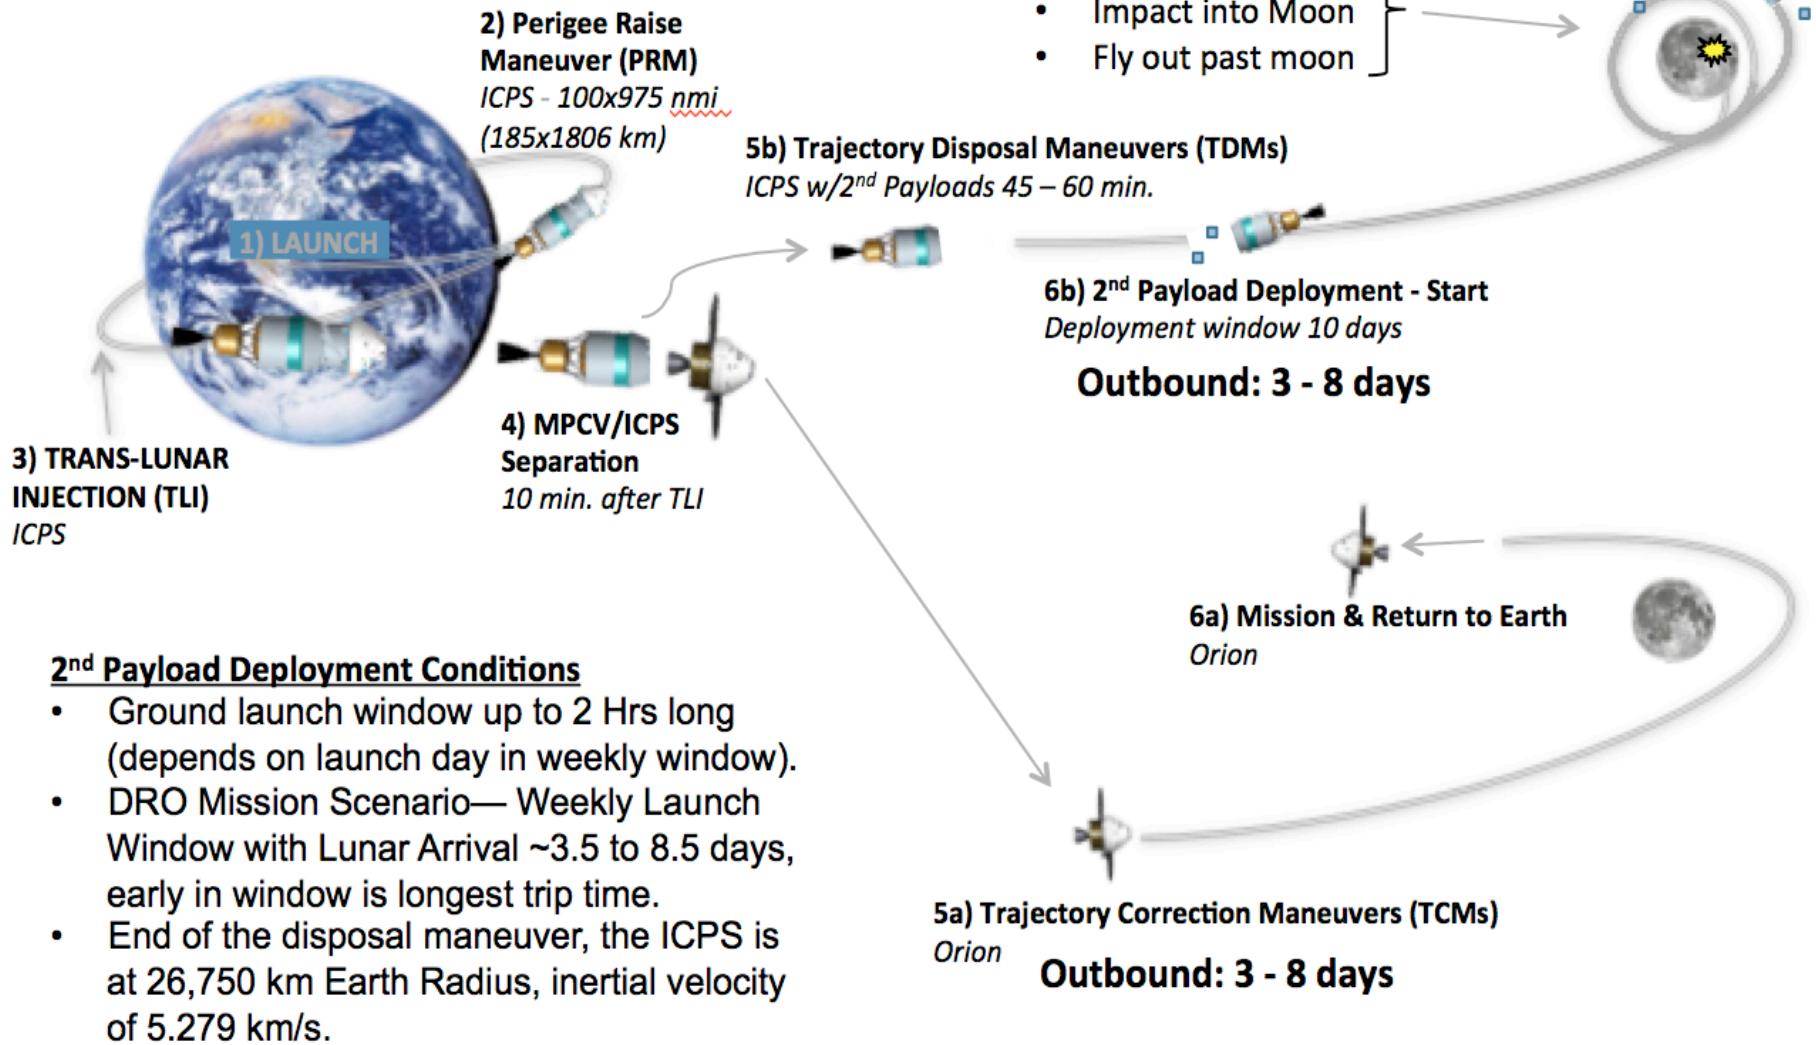 2) Perigee Raise
Maneuver (PRM)
ICPS - 100x975 nmi
(185x1806 km)
• Impact into Moon
• Fly out past moon
5b) Trajectory Disposal Maneuvers (TDMs)
ICPS w/2nd Payloads 45 – 60 min.
1) LAUNCH
6b) 2nd Payload Deployment - Start
Deployment window 10 days
Outbound: 3 - 8 days
4) MPCV/ICPS
Separation
10 min. after TLI
3) TRANS-LUNAR
INJECTION (TLI)
ICPS
6a) Mission & Return to Earth
Orion
2nd Payload Deployment Conditions
• Ground launch window up to 2 Hrs long
(depends on launch day in weekly window).
• DRO Mission Scenario— Weekly Launch
Window with Lunar Arrival ~3.5 to 8.5 days,
early in window is longest trip time.
• End of the disposal maneuver, the ICPS is
at 26,750 km Earth Radius, inertial velocity
of 5.279 km/s.
5a) Trajectory Correction Maneuvers (TCMs)
Orion
Outbound: 3 - 8 days